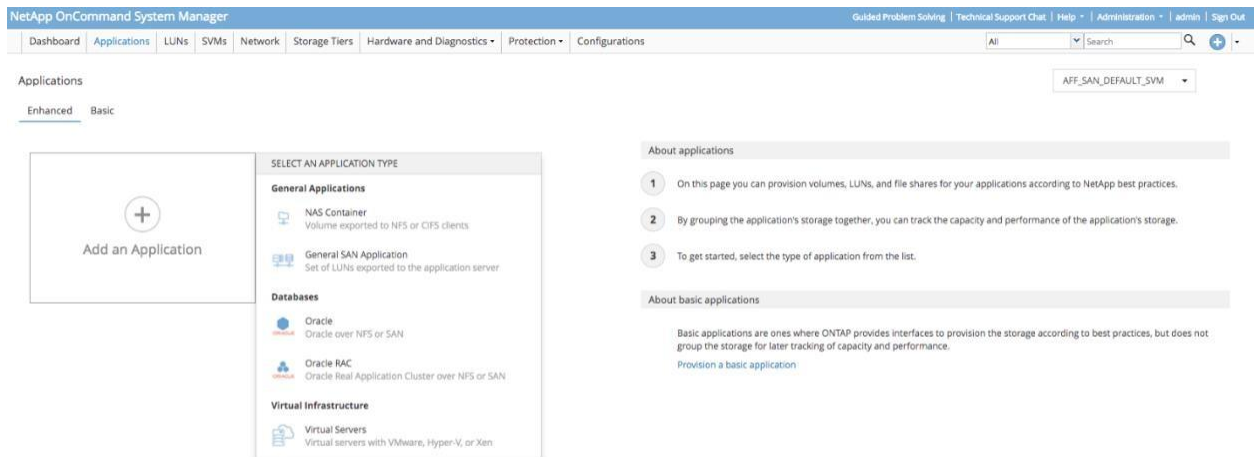 NetApp OnCommand System Manager
Guided Problem Solving | Technical Support Chat | Help | Administration | admin | Sign Out
Dashboard Applications LUNs SVMs Network Storage Tiers Hardware and Diagnostics Protection Configurations
All Search
Applications
AFF_SAN_DEFAULT_SVM
Enhanced Basic
Add an Application
SELECT AN APPLICATION TYPE
General Applications
NAS Container
Volume exported to NFS or CIFS clients
General SAN Application
Set of LUNs exported to the application server
Databases
Oracle
Oracle over NFS or SAN
Oracle RAC
Oracle Real Application Cluster over NFS or SAN
Virtual Infrastructure
Virtual Servers
Virtual servers with VMware, Hyper-V, or Xen
About applications
1 On this page you can provision volumes, LUNs, and file shares for your applications according to NetApp best practices.
2 By grouping the application's storage together, you can track the capacity and performance of the application's storage.
3 To get started, select the type of application from the list.
About basic applications
Basic applications are ones where ONTAP provides interfaces to provision the storage according to best practices, but does not
group the storage for later tracking of capacity and performance.
Provision a basic application